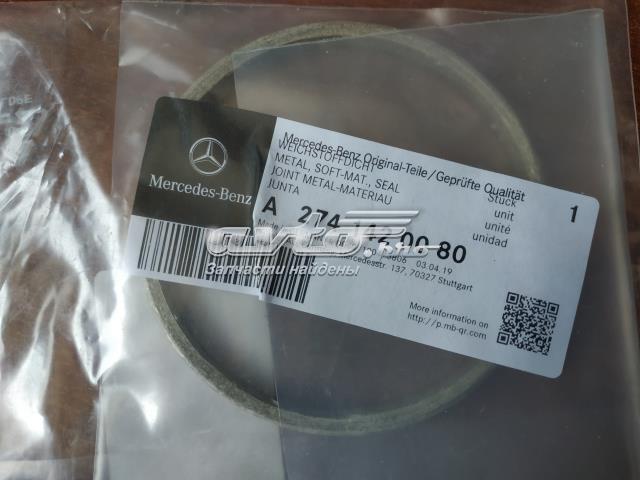 Mercedes-Benz
Mercedes-Benz Original-Teile/Geprüfte Qualität
WEICHSTOFFDICHT
METAL, SOFT-MAT., SEAL
JOINT METAL-MATERIAU
JUNTA
Stück
unit
unité
unidad
1
A 274 00 80
03.04.19
137, 70327 Stuttgart
More information on
http://p.mb-qr.com
Запчасти найдены